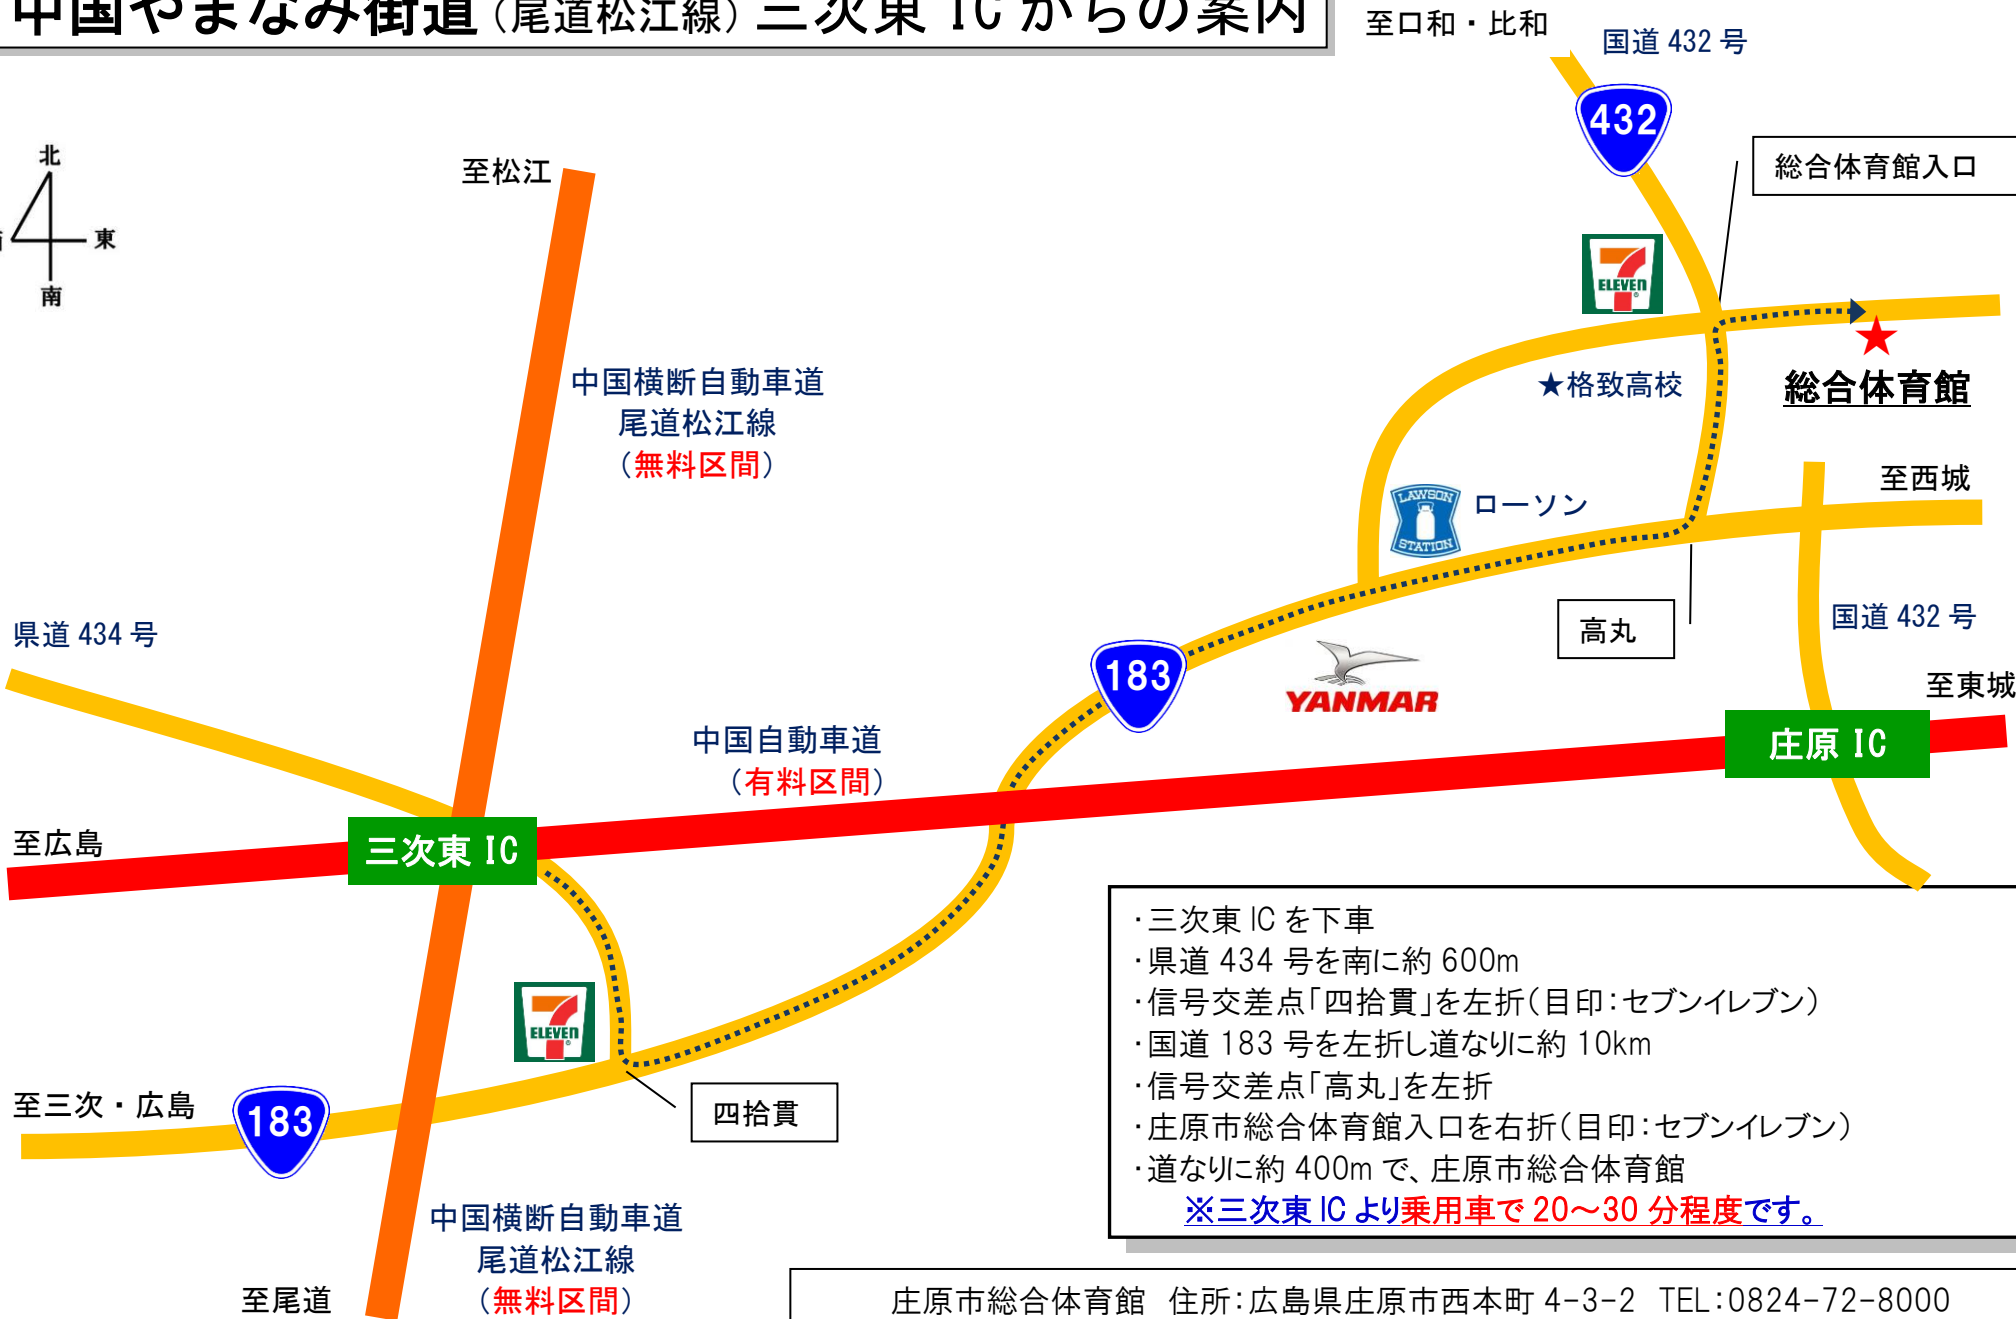 中国やまなみ街道（尾道松江線）三次東 IC からの案内
至口和・比和
国道 432 号
432
総合体育館入口
北
東
南
至松江
7
ELEVEn
中国横断自動車道
尾道松江線
（無料区間）
★格致高校
総合体育館
至西城
LAWSON
STATION
ローソン
国道 432 号
高丸
県道 434 号
183
YANMAR
至東城
庄原 IC
中国自動車道
（有料区間）
至広島
三次東 IC
7
ELEVEn
四拾貫
至三次・広島
183
・三次東 IC を下車
・県道 434 号を南に約 600m
・信号交差点「四拾貫」を左折（目印：セブンイレブン）
・国道 183 号を左折し道なりに約 10km
・信号交差点「高丸」を左折
・庄原市総合体育館入口を右折（目印：セブンイレブン）
・道なりに約 400m で、庄原市総合体育館
※三次東 IC より乗用車で 20～30 分程度です。
中国横断自動車道
尾道松江線
（無料区間）
至尾道
庄原市総合体育館 住所：広島県庄原市西本町 4-3-2 TEL：0824-72-8000